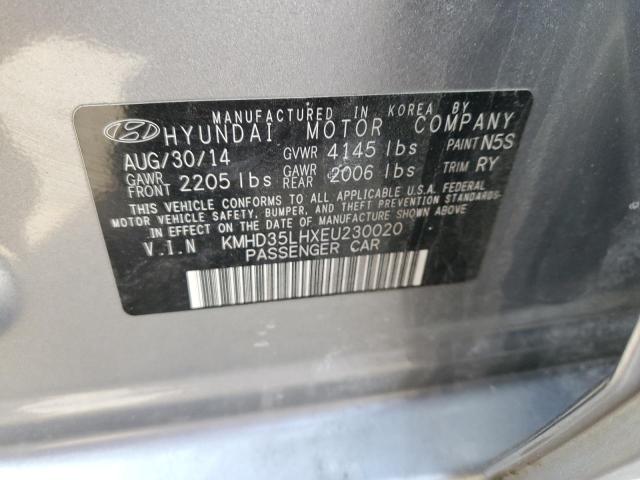 MANUFACTURED IN KOREA BY
HYUNDAI MOTOR COMPANY
AUG/30/14 GVWR 4145 lbs PAINT N5S
GAWR FRONT 2205 lbs GAWR REAR 2006 lbs TRIM RY
THIS VEHICLE CONFORMS TO ALL APPLICABLE U.S.A. FEDERAL
MOTOR VEHICLE SAFETY, BUMPER, AND THEFT PREVENTION STANDARDS
IN EFFECT ON THE DATE OF MANUFACTURE SHOWN ABOVE.
V.I.N KMHD35LHXEU230020
PASSENGER CAR